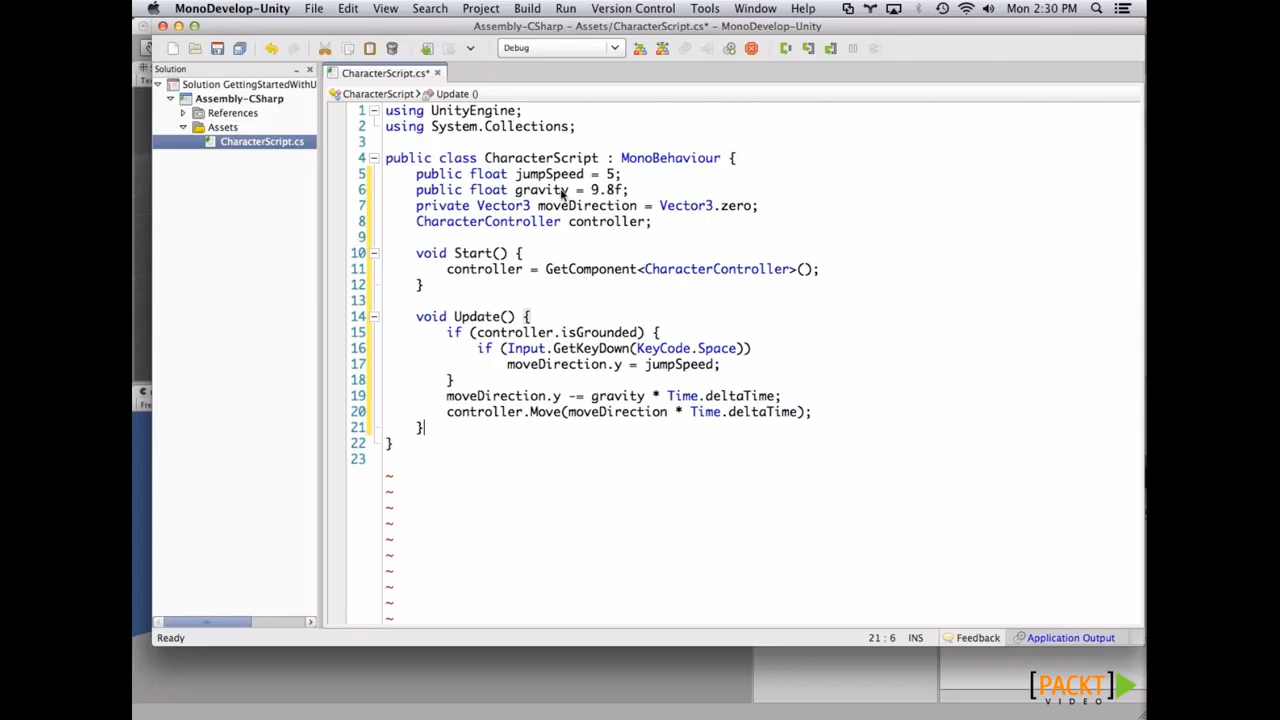 MonoDevelop-Unity File Edit View Search Project Build Run Version Control Tools Window Help Mon 2:30 PM
Assembly-CSharp – Assets/CharacterScript.cs* – MonoDevelop-Unity
Debug
Solution
CharacterScript.cs*
Solution GettingStartedWithU
Assembly-CSharp
References
Assets
CharacterScript.cs
CharacterScript Update ()
1 using UnityEngine;
2 using System.Collections;
3
4 public class CharacterScript : MonoBehaviour {
5 public float jumpSpeed = 5;
6 public float gravity = 9.8f;
7 private Vector3 moveDirection = Vector3.zero;
8 CharacterController controller;
9
10 void Start() {
11 controller = GetComponent<CharacterController>();
12 }
13
14 void Update() {
15 if (controller.isGrounded) {
16 if (Input.GetKeyDown(KeyCode.Space))
17 moveDirection.y = jumpSpeed;
18 }
19 moveDirection.y -= gravity * Time.deltaTime;
20 controller.Move(moveDirection * Time.deltaTime);
21 }
22 }
23
~
~
~
~
~
~
~
~
~
~
Ready
21 : 6 INS Feedback Application Output
[PACKT]
VIDEO